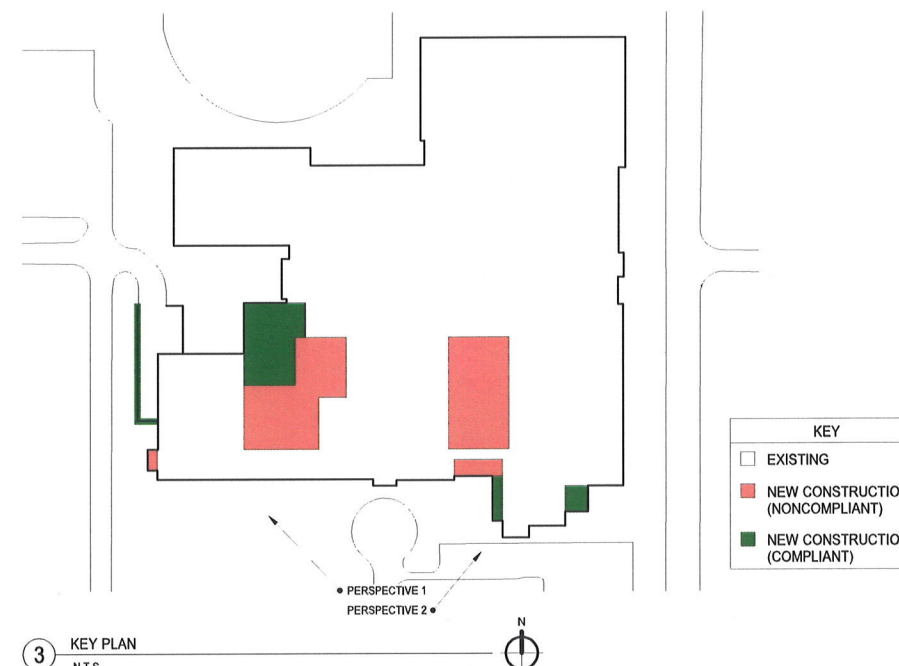 KEY
EXISTING
NEW CONSTRUCTIO
(NONCOMPLIANT)
NEW CONSTRUCTIO
(COMPLIANT)
PERSPECTIVE 1
PERSPECTIVE 2
N
3
KEY PLAN
N.T.S.